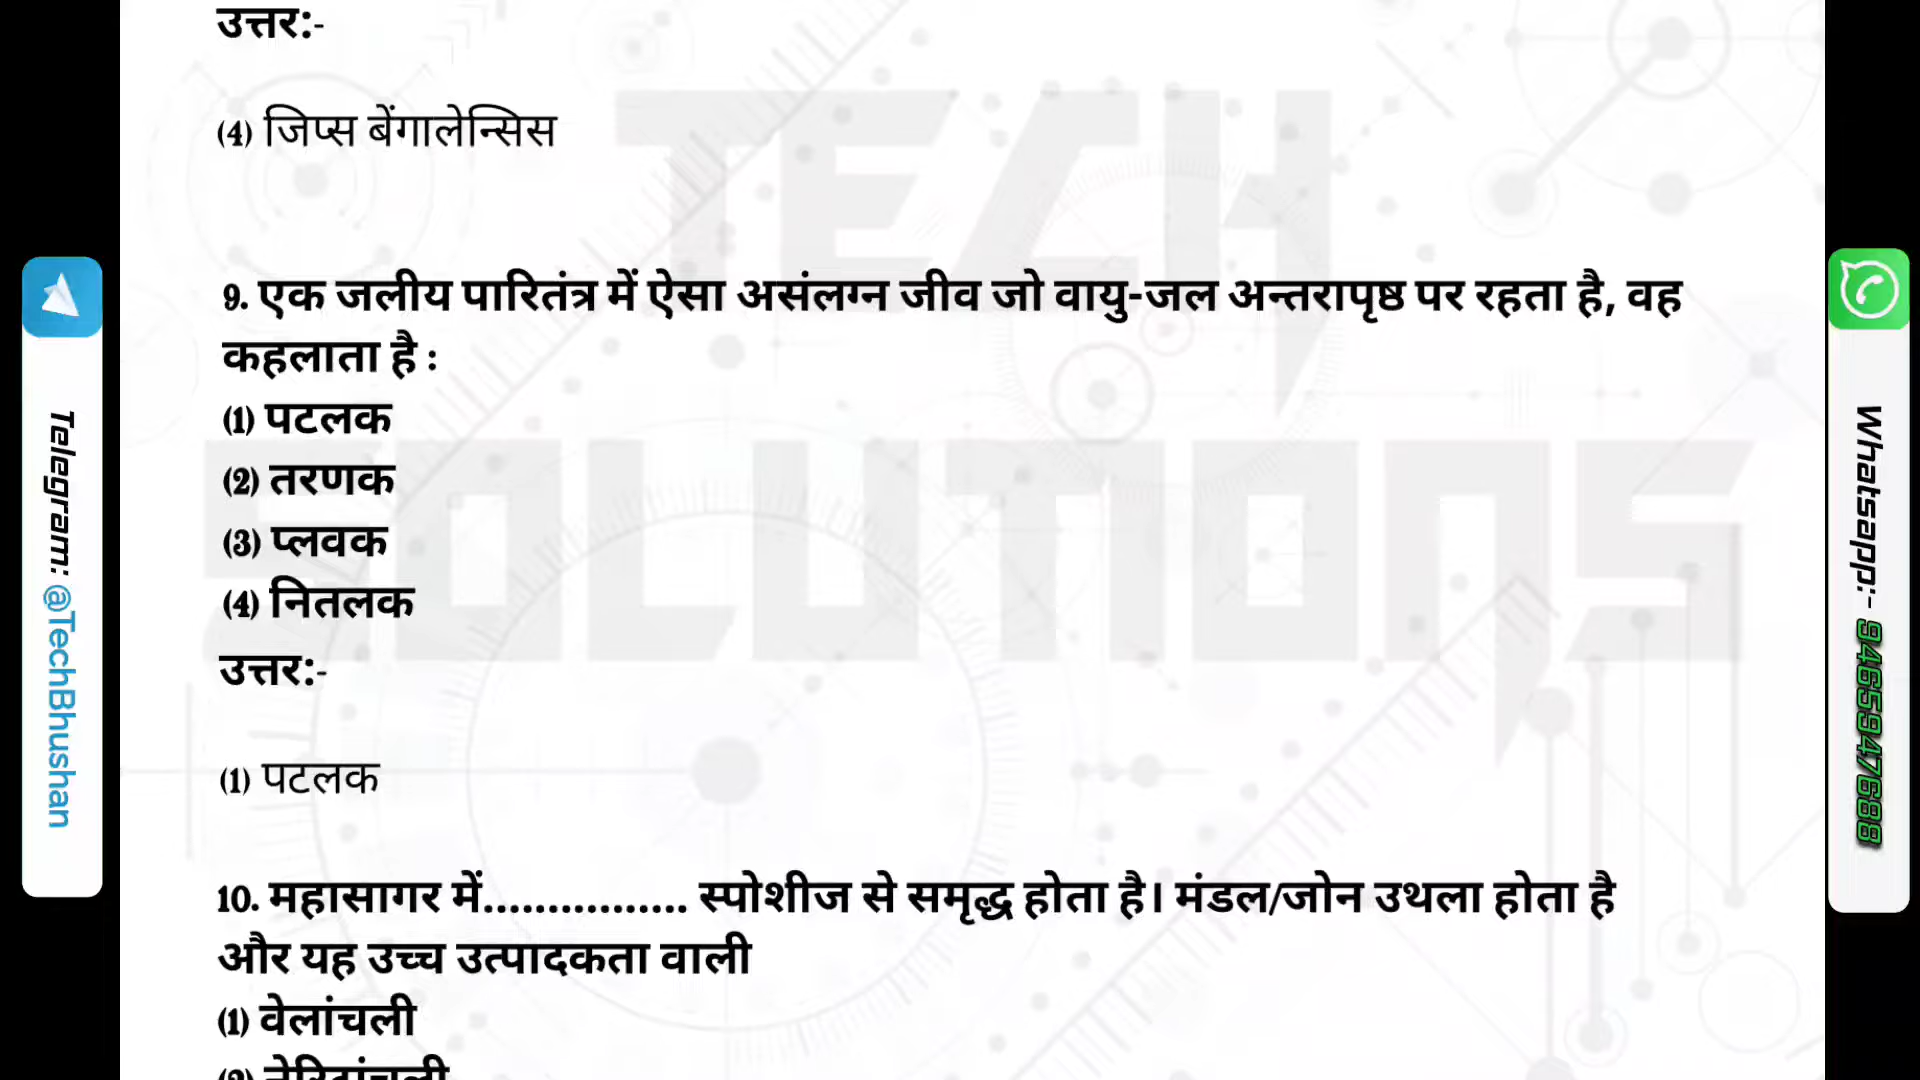 उत्तर:-
(4) जिप्स बेंगालेन्सिस
TECH
SOLUTIONS
9. एक जलीय पारितंत्र में ऐसा असंलग्न जीव जो वायु-जल अन्तरापृष्ठ पर रहता है, वह
कहलाता है :
(1) पटलक
(2) तरणक
(3) प्लवक
(4) नितलक
उत्तर:-
(1) पटलक
10. महासागर में................ स्पोशीज से समृद्ध होता है। मंडल/जोन उथला होता है
और यह उच्च उत्पादकता वाली
(1) वेलांचली
(2) नेरिटांचली
Telegram: @TechBhushan
Whatsapp:- 9465947688